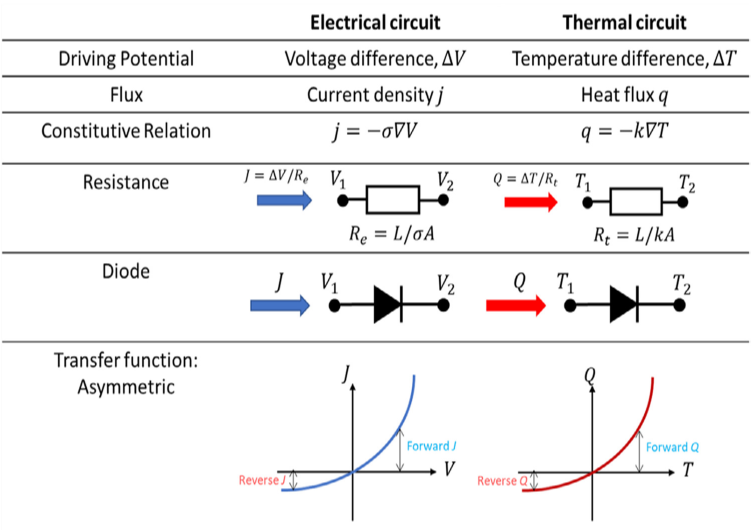 Electrical circuit Thermal circuit
Driving Potential Voltage difference, ΔV Temperature difference, ΔT
Flux Current density j Heat flux q
Constitutive Relation j = −σ∇V q = −k∇T
Resistance J = ΔV/Rₑ V₁ V₂ Q = ΔT/Rₜ T₁ T₂
Rₑ = L/σA Rₜ = L/kA
Diode J V₁ V₂ Q T₁ T₂
Transfer function:
Asymmetric
J Q
Forward J Forward Q
V T
Reverse J Reverse Q